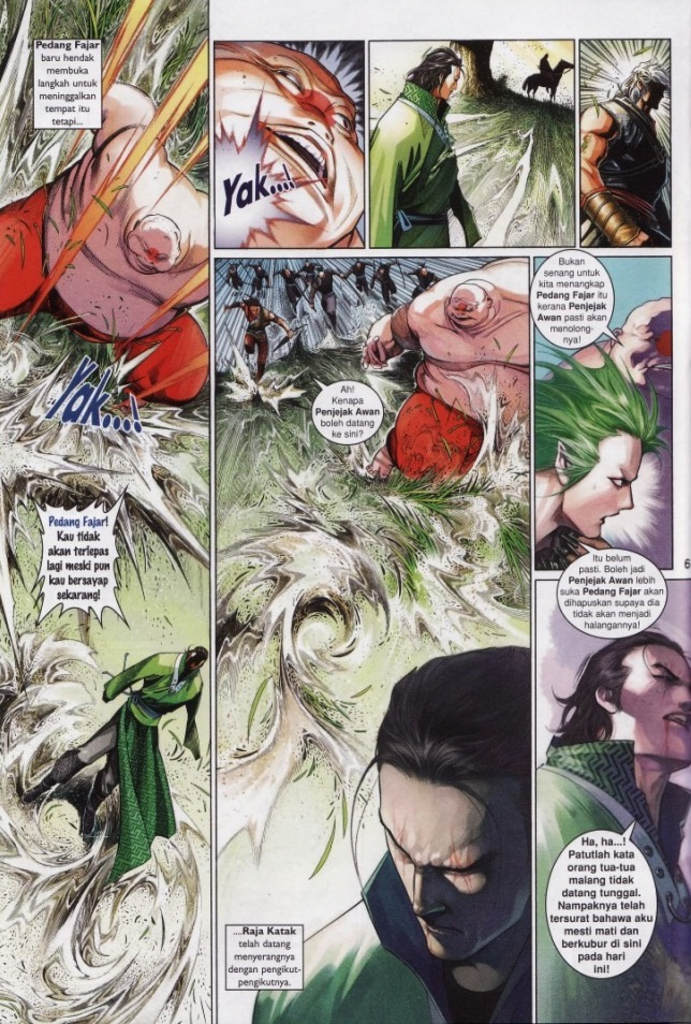 Pedang Fajar
baru hendak
membuka
langkah untuk
meninggalkan
tempat itu
tetapi...
Yak....!
Pedang Fajar!
Kau tidak
akan terlepas
lagi meski pun
kau bersayap
sekarang!
Yak....!
Ah!
Kenapa
Penjejak Awan
boleh datang
ke sini?
....Raja Katak
telah datang
menyerangnya
dengan pengikut-
pengikutnya.
Bukan
senang untuk
kita menangkap
Pedang Fajar itu
kerana Penjejak
Awan pasti akan
menolong-
nya!
6
Itu belum
pasti. Boleh jadi
Penjejak Awan lebih
suka Pedang Fajar akan
dihapuskan supaya dia
tidak akan menjadi
halangannya!
Ha, ha...!
Patutlah kata
orang tua-tua
malang tidak
datang tunggal.
Nampaknya telah
tersurat bahawa aku
mesti mati dan
berkubur di sini
pada hari
ini!